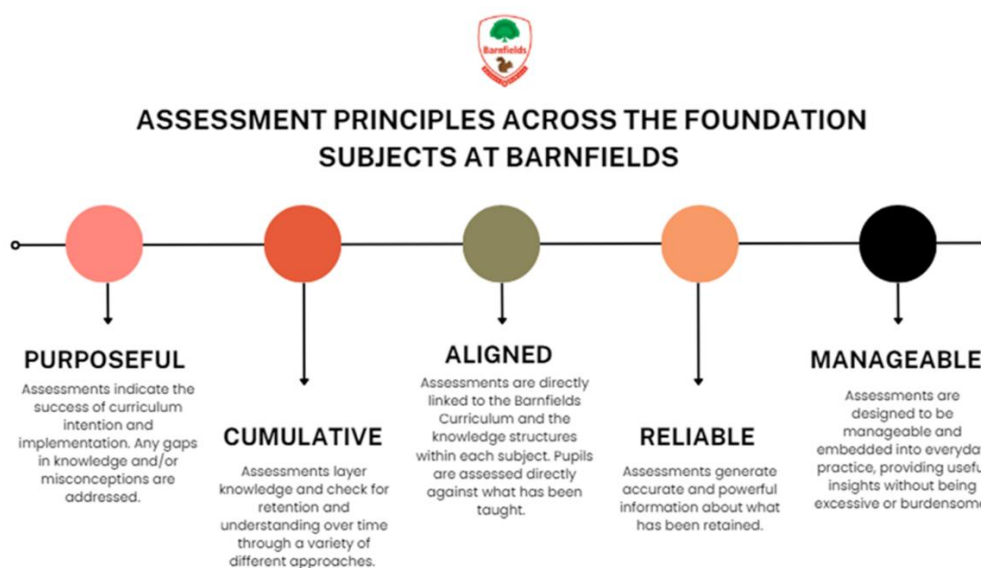 Barnfields
ASSESSMENT PRINCIPLES ACROSS THE FOUNDATION
SUBJECTS AT BARNFIELDS
PURPOSEFUL
Assessments indicate the
success of curriculum
intention and
implementation. Any gaps
in knowledge and/or
misconceptions are
addressed.
CUMULATIVE
Assessments layer
knowledge and check for
retention and
understanding over time
through a variety of
different approaches.
ALIGNED
Assessments are directly
linked to the Barnfields
Curriculum and the
knowledge structures
within each subject. Pupils
are assessed directly
against what has been
taught.
RELIABLE
Assessments generate
accurate and powerful
information about what
has been retained.
MANAGEABLE
Assessments are
designed to be
manageable and
embedded into everyday
practice, providing useful
insights without being
excessive or burdensome